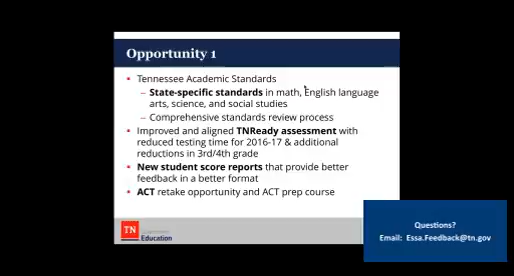 Opportunity 1
Tennessee Academic Standards
– State-specific standards in math, English language
arts, science, and social studies
– Comprehensive standards review process
Improved and aligned TNReady assessment with
reduced testing time for 2016-17 & additional
reductions in 3rd/4th grade
New student score reports that provide better
feedback in a better format
ACT retake opportunity and ACT prep course
TN
Education
Questions?
Email: Essa.Feedback@tn.gov